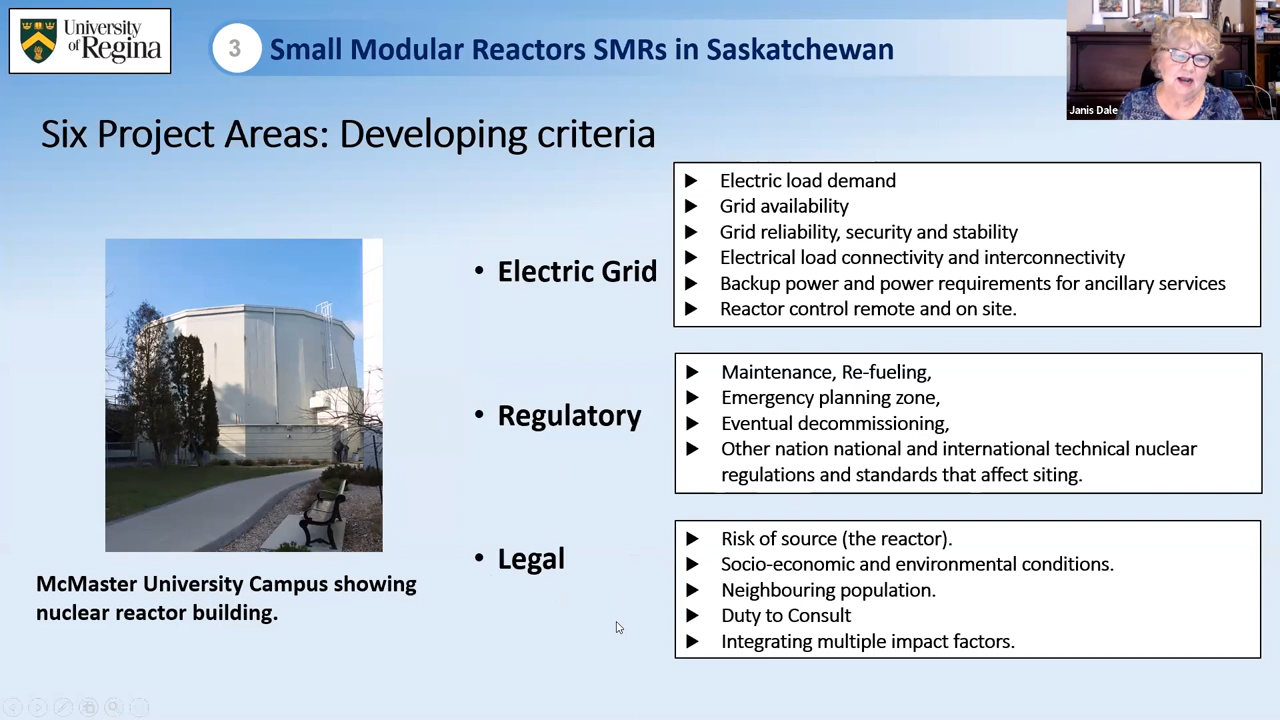 University
of Regina
3
Small Modular Reactors SMRs in Saskatchewan
Janis Dale
Six Project Areas: Developing criteria
• Electric Grid
Electric load demand
Grid availability
Grid reliability, security and stability
Electrical load connectivity and interconnectivity
Backup power and power requirements for ancillary services
Reactor control remote and on site.
• Regulatory
Maintenance, Re-fueling,
Emergency planning zone,
Eventual decommissioning,
Other nation national and international technical nuclear
regulations and standards that affect siting.
• Legal
Risk of source (the reactor).
Socio-economic and environmental conditions.
Neighbouring population.
Duty to Consult
Integrating multiple impact factors.
McMaster University Campus showing
nuclear reactor building.